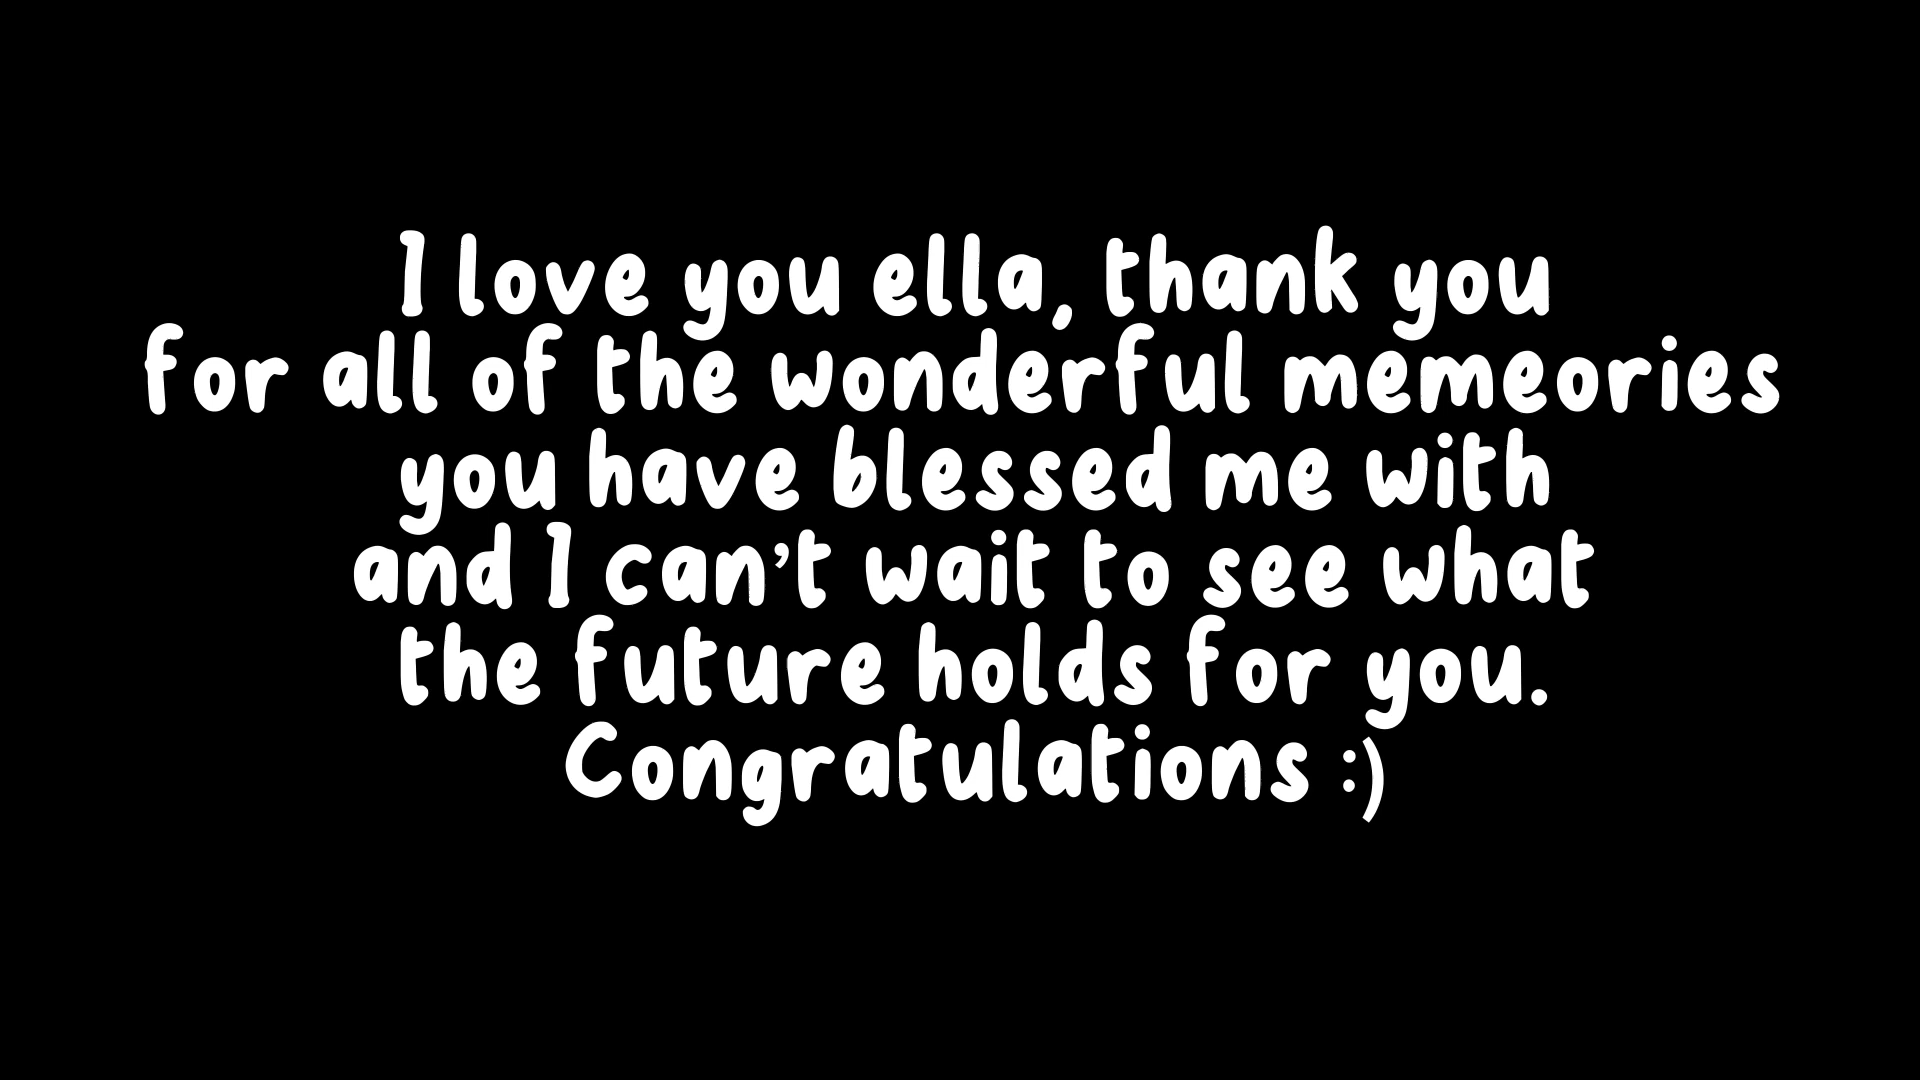 I love you ella, thank you
for all of the wonderful memeories
you have blessed me with
and I can’t wait to see what
the future holds for you.
Congratulations :)